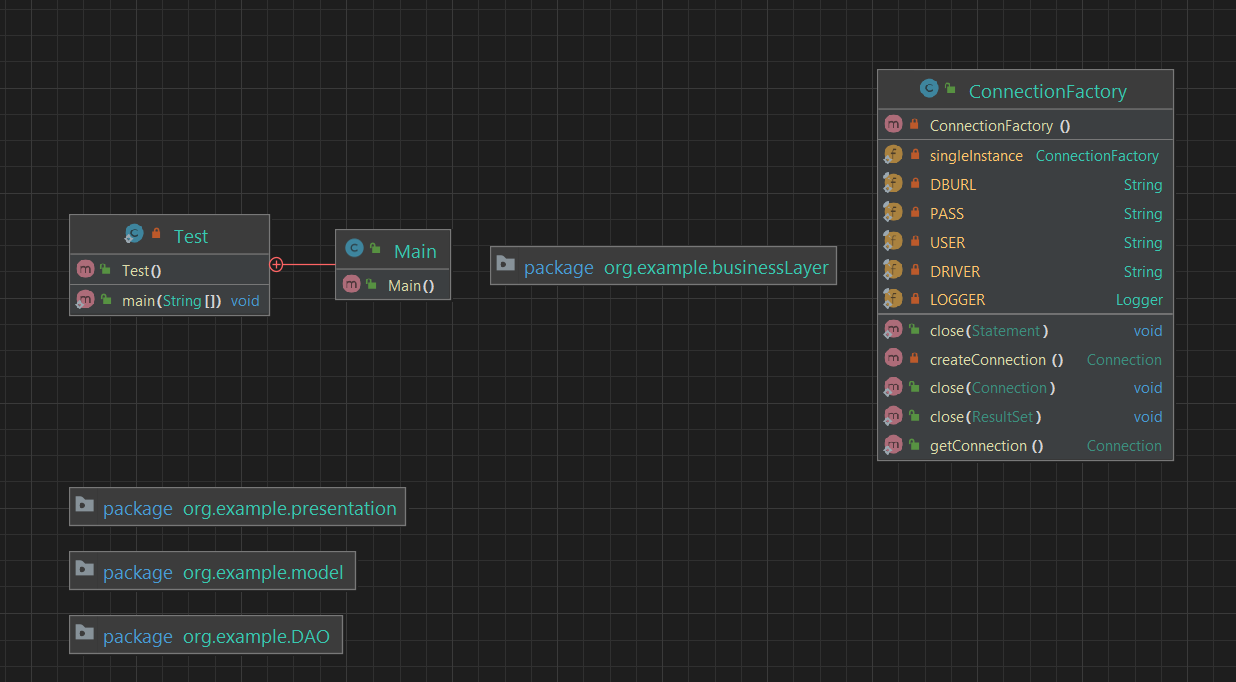 Test
Test()
main(String[]) void
Main
Main()
package org.example.businessLayer
ConnectionFactory
ConnectionFactory ()
singleInstance ConnectionFactory
DBURL String
PASS String
USER String
DRIVER String
LOGGER Logger
close(Statement) void
createConnection () Connection
close(Connection) void
close(ResultSet) void
getConnection () Connection
package org.example.presentation
package org.example.model
package org.example.DAO